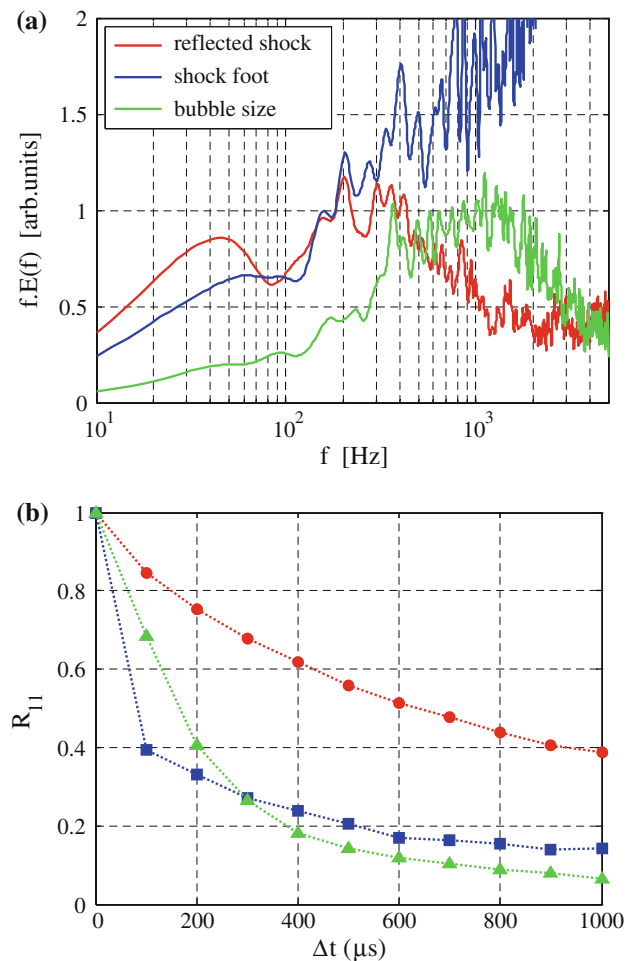 (a)
2
1.5
1
0.5
0
f.E(f) [arb.units]
reflected shock
shock foot
bubble size
10^1
10^2
10^3
f [Hz]
(b)
1
0.8
0.6
0.4
0.2
0
R_{11}
0
200
400
600
800
1000
Δt (μs)